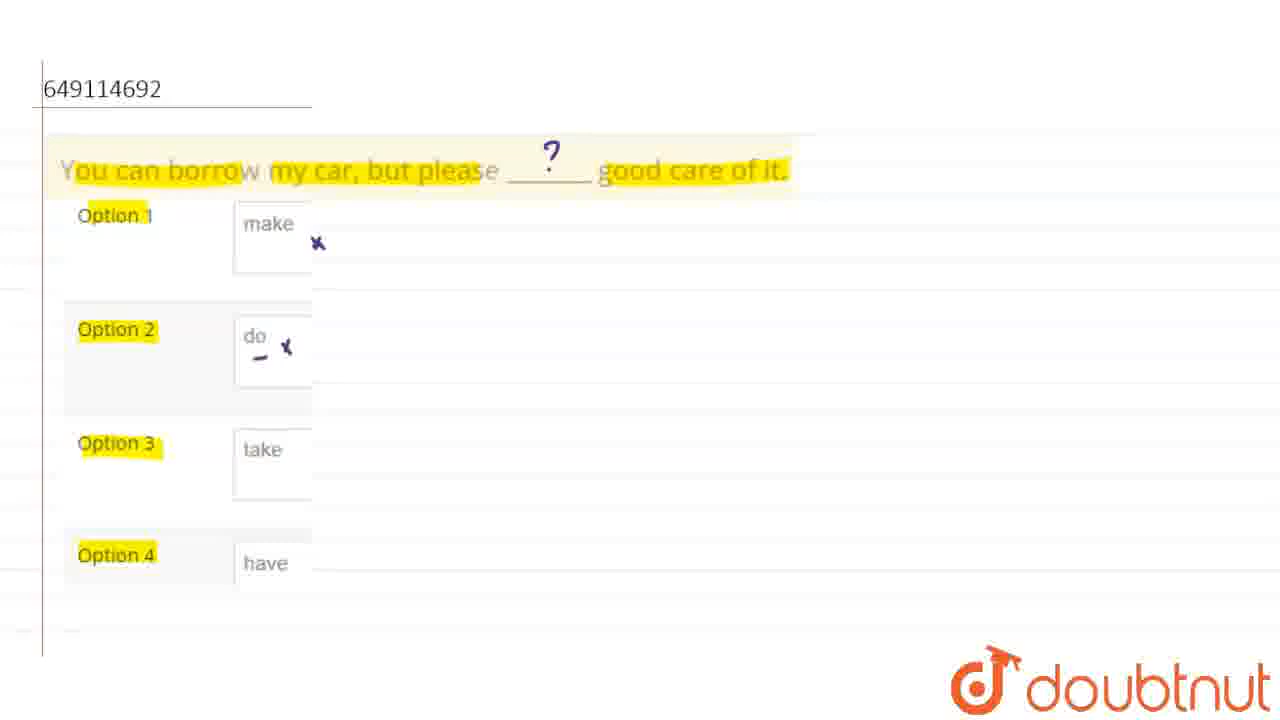 649114692
?
You can borrow my car, but please ______ good care of it.
Option 1 make x
Option 2 do x
Option 3 take
Option 4 have
doubtnut